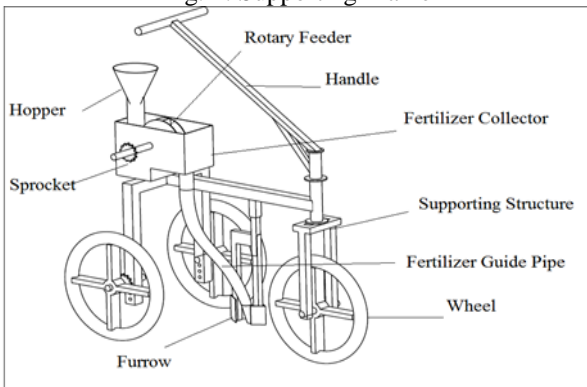 Rotary Feeder
Handle
Hopper
Fertilizer Collector
Sprocket
Supporting Structure
Fertilizer Guide Pipe
Wheel
Furrow